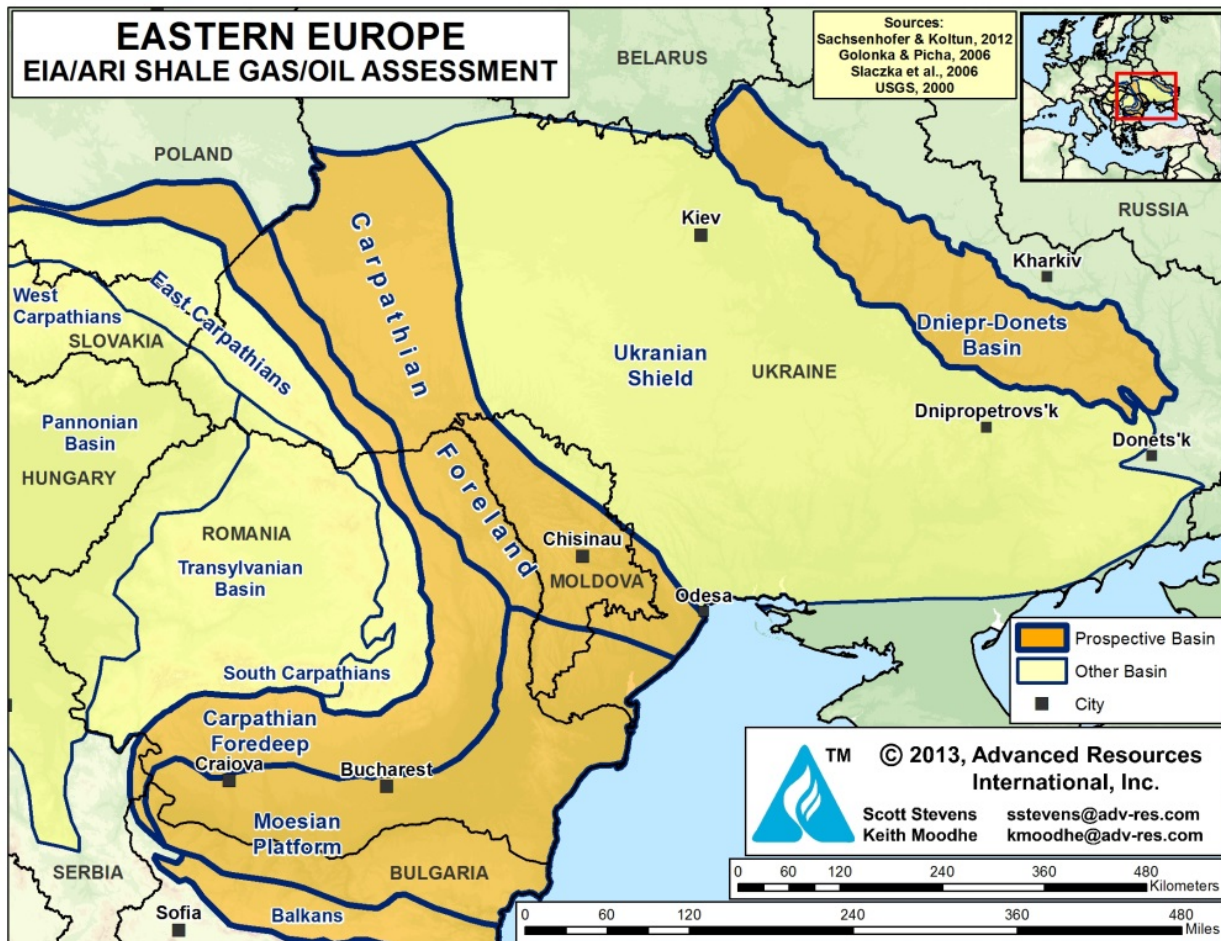 EASTERN EUROPE
EIA/ARI SHALE GAS/OIL ASSESSMENT
Sources:
Sachsenhofer & Koltun, 2012
Golonka & Picha, 2006
Slaczka et al., 2006
USGS, 2000
BELARUS
POLAND
RUSSIA
Kiev
Kharkiv
Carpathian
Foreland
East Carpathians
West
Carpathians
SLOVAKIA
Dniepr-Donets
Basin
Ukranian
Shield
UKRAINE
Dnipropetrovs'k
Donets'k
Pannonian
Basin
HUNGARY
ROMANIA
Transylvanian
Basin
Chisinau
MOLDOVA
Odesa
South Carpathians
Carpathian
Foredeep
Craiova
Bucharest
Moesian
Platform
BULGARIA
SERBIA
Sofia
Balkans
Prospective Basin
Other Basin
City
TM
© 2013, Advanced Resources
International, Inc.
Scott Stevens sstevens@adv-res.com
Keith Moodhe kmoodhe@adv-res.com
0 60 120 240 360 480
Kilometers
0 60 120 240 360 480
Miles